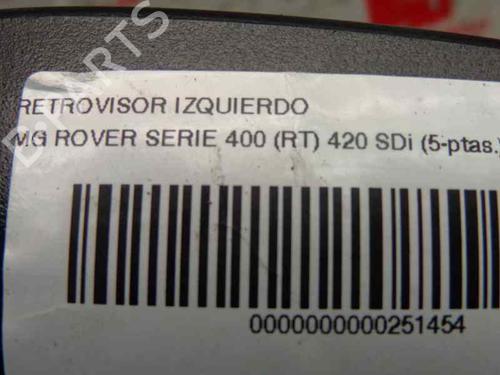 RETROVISOR IZQUIERDO
MG ROVER SERIE 400 (RT) 420 SDi (5-ptas.)
0000000000251454